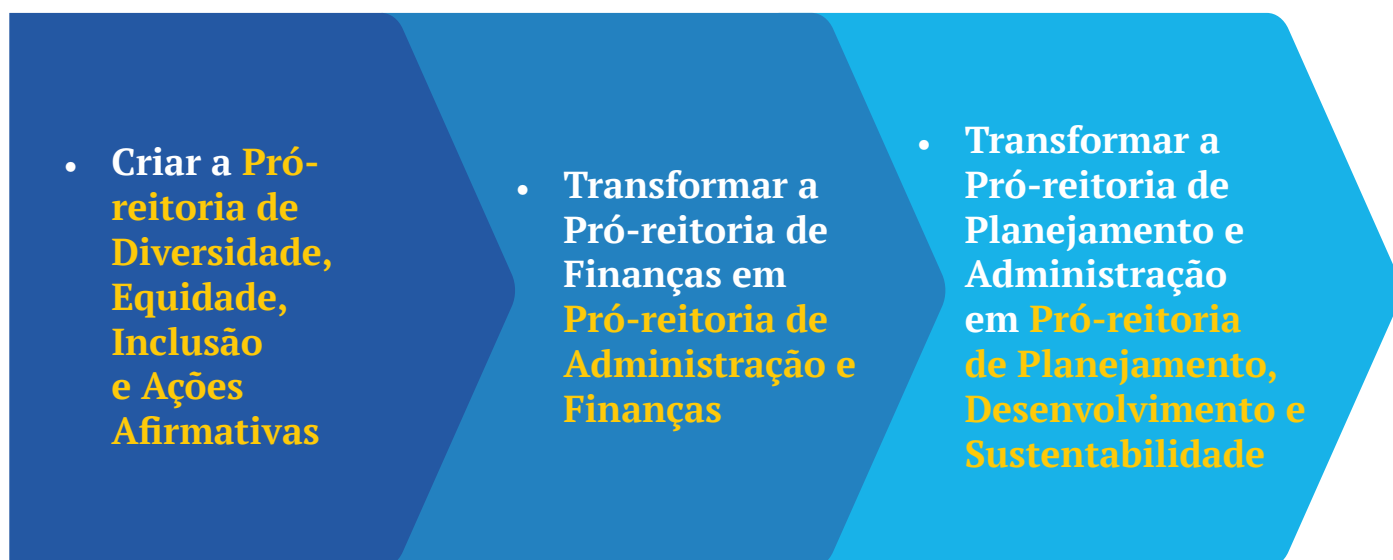 • Criar a Pró-
reitoria de
Diversidade,
Equidade,
Inclusão
e Ações
Afirmativas
• Transformar a
Pró-reitoria de
Finanças em
Pró-reitoria de
Administração e
Finanças
• Transformar a
Pró-reitoria de
Planejamento e
Administração
em Pró-reitoria
de Planejamento,
Desenvolvimento e
Sustentabilidade